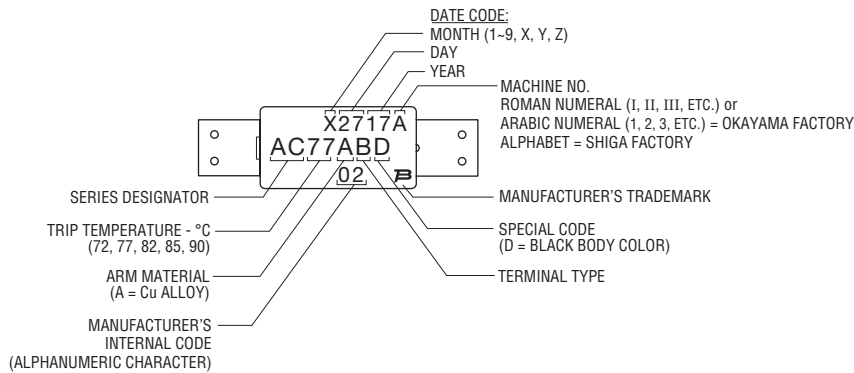 DATE CODE:
MONTH (1~9, X, Y, Z)
DAY
YEAR
MACHINE NO.
ROMAN NUMERAL (I, II, III, ETC.) or
ARABIC NUMERAL (1, 2, 3, ETC.) = OKAYAMA FACTORY
ALPHABET = SHIGA FACTORY
X2717A
AC77ABD
02
B
SERIES DESIGNATOR
MANUFACTURER'S TRADEMARK
TRIP TEMPERATURE - °C
(72, 77, 82, 85, 90)
SPECIAL CODE
(D = BLACK BODY COLOR)
ARM MATERIAL
(A = Cu ALLOY)
TERMINAL TYPE
MANUFACTURER'S
INTERNAL CODE
(ALPHANUMERIC CHARACTER)